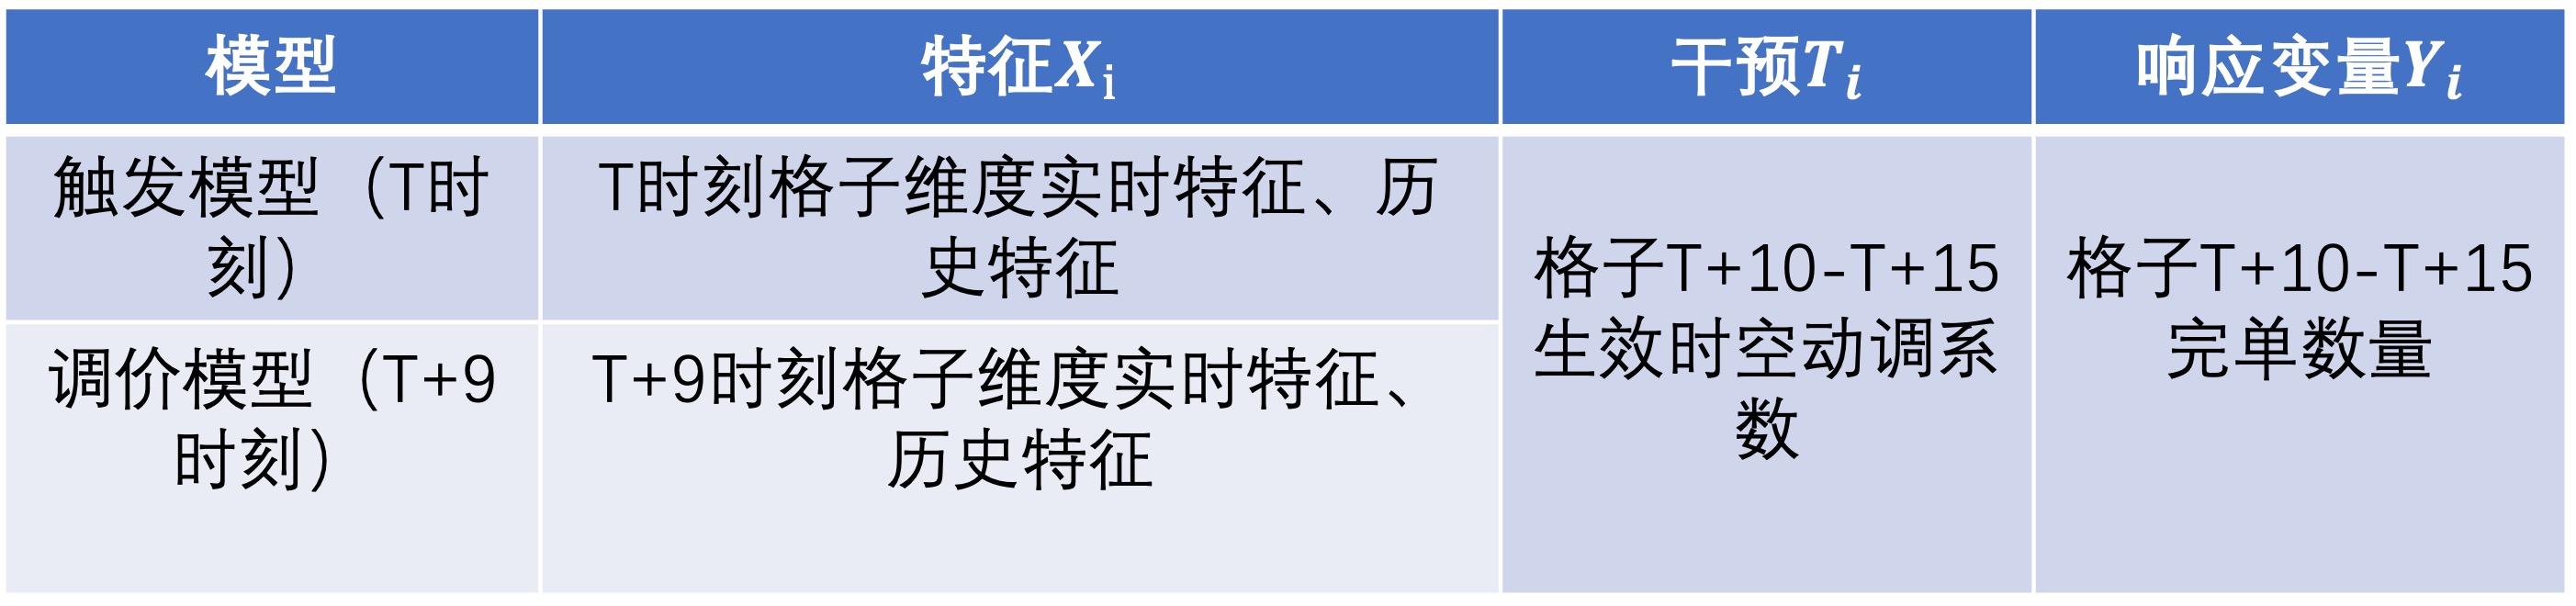 模型
特征Xi
干预Ti
响应变量Yi
触发模型（T时
刻）
T时刻格子维度实时特征、历
史特征
格子T+10-T+15
生效时空动调系
数
格子T+10-T+15
完单数量
调价模型（T+9
时刻）
T+9时刻格子维度实时特征、
历史特征